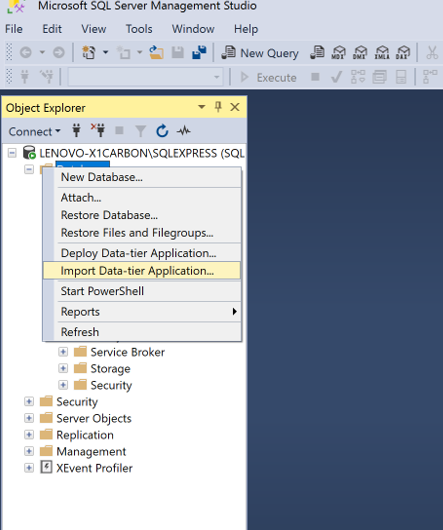 Microsoft SQL Server Management Studio
File Edit View Tools Window Help
New Query MDX DMX XMLA DAX
Execute
Object Explorer
Connect
LENOVO-X1CARBON\SQLEXPRESS (SQL
New Database...
Attach...
Restore Database...
Restore Files and Filegroups...
Deploy Data-tier Application...
Import Data-tier Application...
Start PowerShell
Reports
Refresh
Service Broker
Storage
Security
Security
Server Objects
Replication
Management
XEvent Profiler